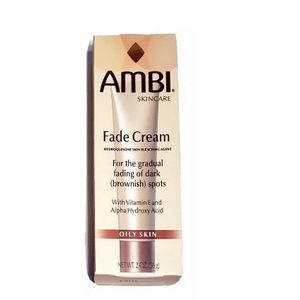 AMBI
SKINCARE
Fade Cream
HYDROQUINONE SKIN BLEACHING AGENT
For the gradual
fading of dark
(brownish) spots
With Vitamin E and
Alpha Hydroxy Acid
OILY SKIN
NET WT. 2 OZ. (56 g)